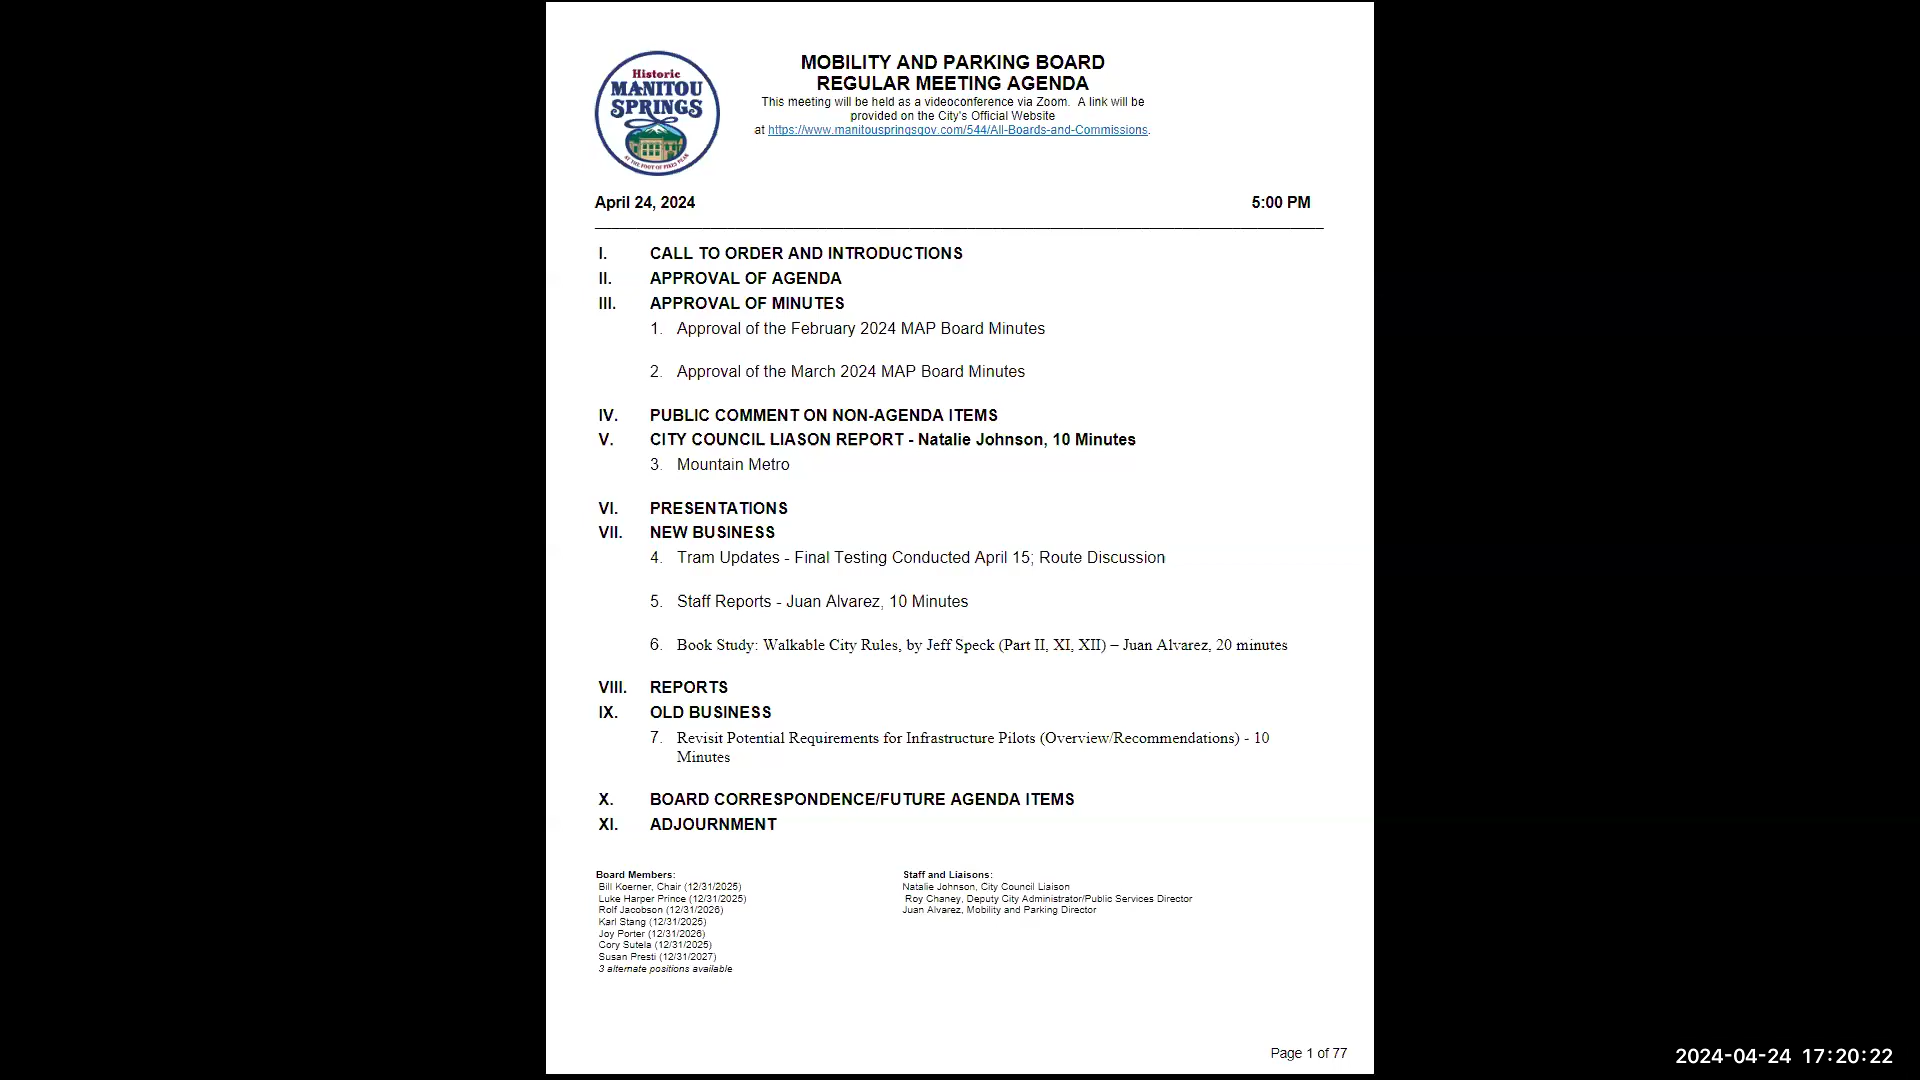 Historic
MANITOU
SPRINGS
AT THE FOOT OF PIKES PEAK
MOBILITY AND PARKING BOARD
REGULAR MEETING AGENDA
This meeting will be held as a videoconference via Zoom. A link will be
provided on the City's Official Website
at https://www.manitouspringsgov.com/544/All-Boards-and-Commissions.
April 24, 2024 5:00 PM
I. CALL TO ORDER AND INTRODUCTIONS
II. APPROVAL OF AGENDA
III. APPROVAL OF MINUTES
1. Approval of the February 2024 MAP Board Minutes
2. Approval of the March 2024 MAP Board Minutes
IV. PUBLIC COMMENT ON NON-AGENDA ITEMS
V. CITY COUNCIL LIASON REPORT - Natalie Johnson, 10 Minutes
3. Mountain Metro
VI. PRESENTATIONS
VII. NEW BUSINESS
4. Tram Updates - Final Testing Conducted April 15; Route Discussion
5. Staff Reports - Juan Alvarez, 10 Minutes
6. Book Study: Walkable City Rules, by Jeff Speck (Part II, XI, XII) – Juan Alvarez, 20 minutes
VIII. REPORTS
IX. OLD BUSINESS
7. Revisit Potential Requirements for Infrastructure Pilots (Overview/Recommendations) - 10
Minutes
X. BOARD CORRESPONDENCE/FUTURE AGENDA ITEMS
XI. ADJOURNMENT
Board Members:
Bill Koerner, Chair (12/31/2025)
Luke Harper Prince (12/31/2025)
Rolf Jacobson (12/31/2026)
Karl Stang (12/31/2025)
Joy Porter (12/31/2026)
Cory Sutela (12/31/2025)
Susan Presti (12/31/2027)
3 alternate positions available
Staff and Liaisons:
Natalie Johnson, City Council Liaison
Roy Chaney, Deputy City Administrator/Public Services Director
Juan Alvarez, Mobility and Parking Director
Page 1 of 77
2024-04-24 17:20:22